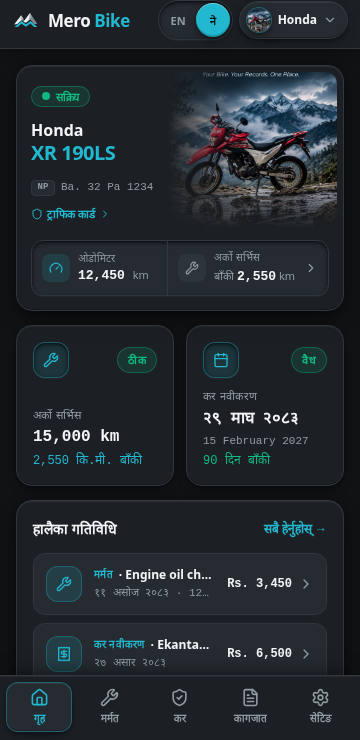 Mero Bike
EN
ने
Honda
Your Bike. Your Records, One Place.
सक्रिय
Honda
XR 190LS
NP Ba. 32 Pa 1234
ट्राफिक कार्ड
ओडोमिटर
12,450 km
अर्को सर्भिस
बाँकी 2,550 km
ठीक
अर्को सर्भिस
15,000 km
2,550 कि.मी. बाँकी
वैध
कर नवीकरण
२९ माघ २०८३
15 February 2027
90 दिन बाँकी
हालैका गतिविधि
सबै हेर्नुहोस् →
मर्मत · Engine oil ch...
११ असोज २०८३ · 12...
Rs. 3,450
कर नवीकरण · Ekanta...
२७ असार २०८३
Rs. 6,500
गृह
मर्मत
कर
कागजात
सेटिङ